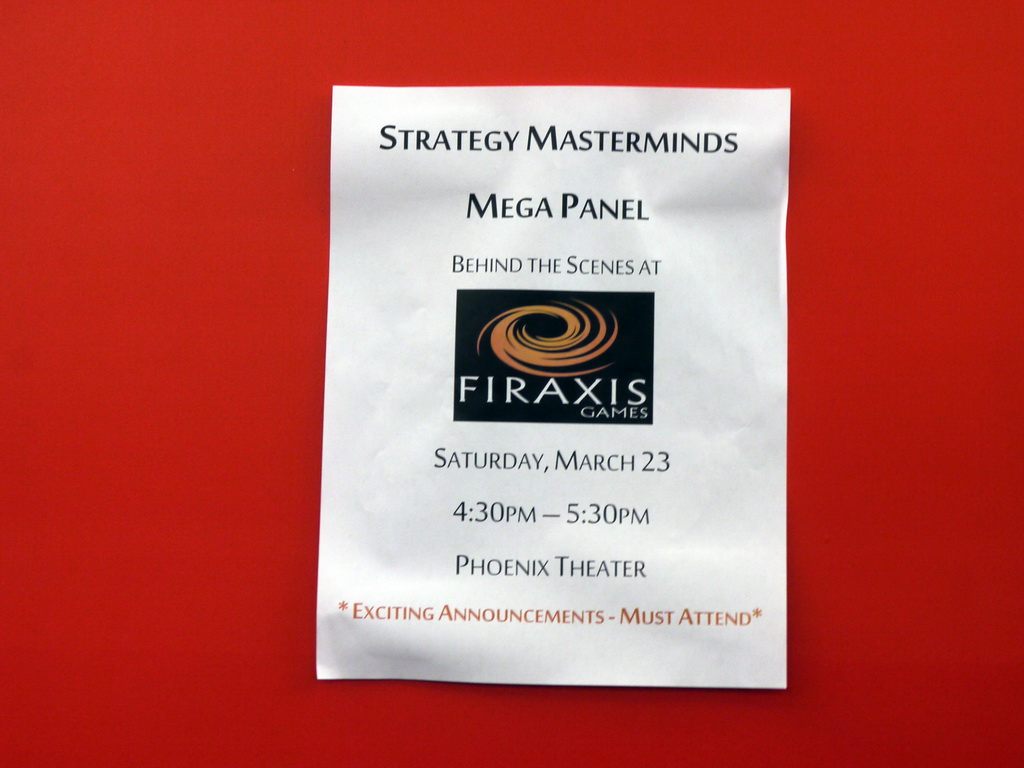 STRATEGY MASTERMINDS
MEGA PANEL
BEHIND THE SCENES AT
FIRAXIS
GAMES
SATURDAY, MARCH 23
4:30PM – 5:30PM
PHOENIX THEATER
*EXCITING ANNOUNCEMENTS - MUST ATTEND*